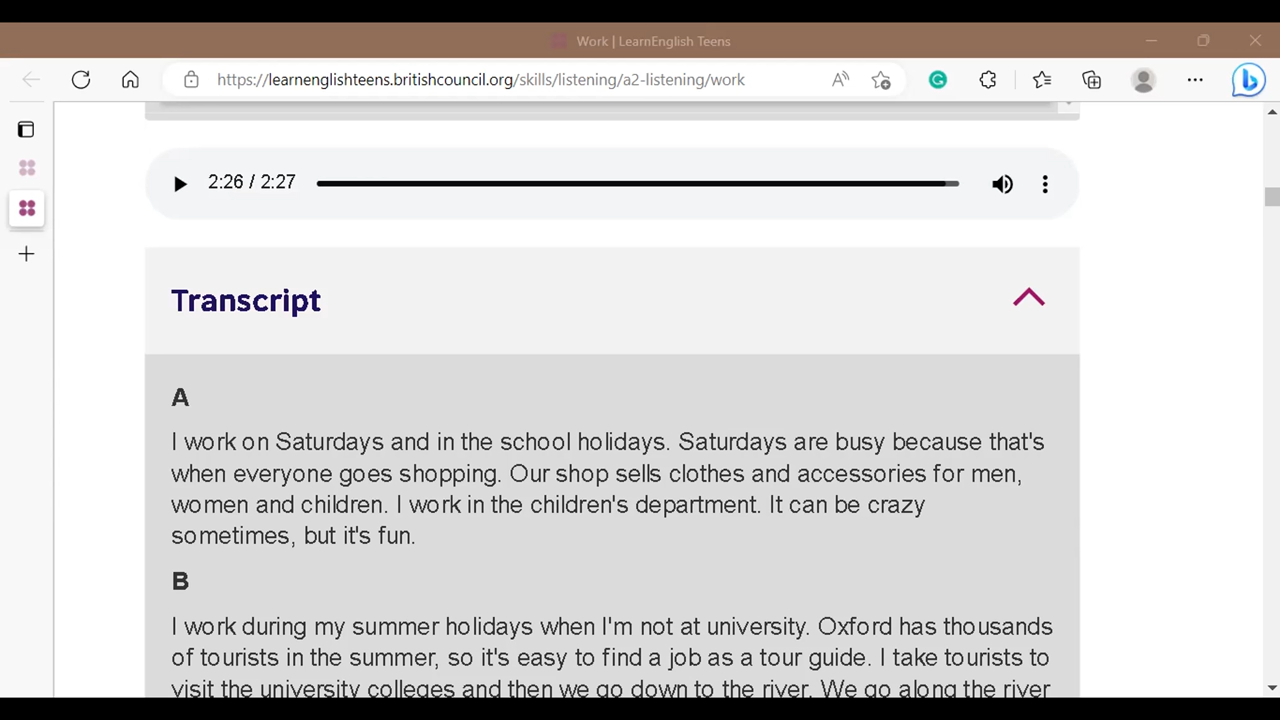 Work | LearnEnglish Teens
https://learnenglishteens.britishcouncil.org/skills/listening/a2-listening/work
2:26 / 2:27
Transcript
A
I work on Saturdays and in the school holidays. Saturdays are busy because that's
when everyone goes shopping. Our shop sells clothes and accessories for men,
women and children. I work in the children's department. It can be crazy
sometimes, but it's fun.
B
I work during my summer holidays when I'm not at university. Oxford has thousands
of tourists in the summer, so it's easy to find a job as a tour guide. I take tourists to
visit the university colleges and then we go down to the river. We go along the river